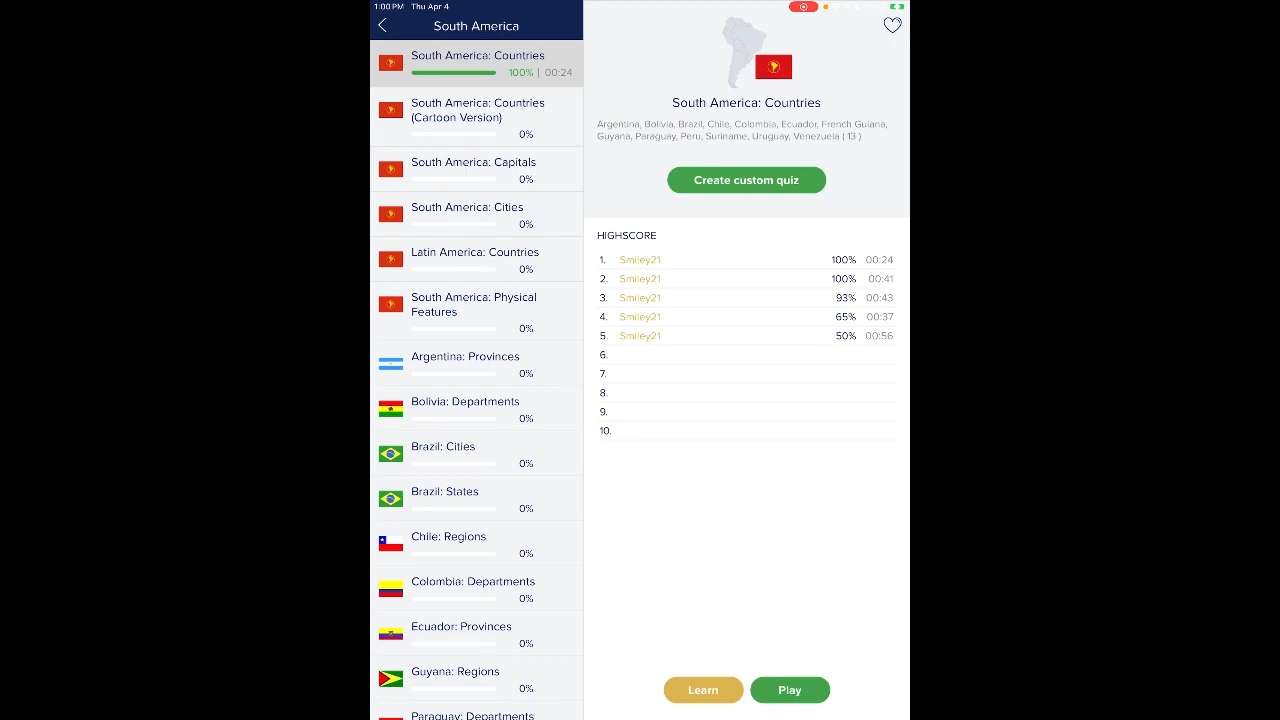 1:00 PM Thu Apr 4
South America
South America: Countries
100% | 00:24
South America: Countries
(Cartoon Version)
0%
South America: Capitals
0%
South America: Cities
0%
Latin America: Countries
0%
South America: Physical
Features
0%
Argentina: Provinces
0%
Bolivia: Departments
0%
Brazil: Cities
0%
Brazil: States
0%
Chile: Regions
0%
Colombia: Departments
0%
Ecuador: Provinces
0%
Guyana: Regions
0%
Paraguay: Departments
South America: Countries
Argentina, Bolivia, Brazil, Chile, Colombia, Ecuador, French Guiana,
Guyana, Paraguay, Peru, Suriname, Uruguay, Venezuela ( 13 )
Create custom quiz
HIGHSCORE
1. Smiley21 100% 00:24
2. Smiley21 100% 00:41
3. Smiley21 93% 00:43
4. Smiley21 65% 00:37
5. Smiley21 50% 00:56
6.
7.
8.
9.
10.
Learn
Play